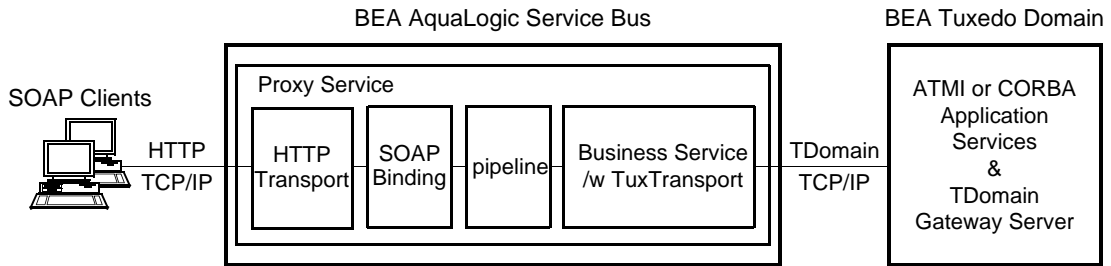 BEA AquaLogic Service Bus
BEA Tuxedo Domain
Proxy Service
SOAP Clients
HTTP
TCP/IP
HTTP
Transport
SOAP
Binding
pipeline
Business Service
/w TuxTransport
TDomain
TCP/IP
ATMI or CORBA
Application
Services
&
TDomain
Gateway Server